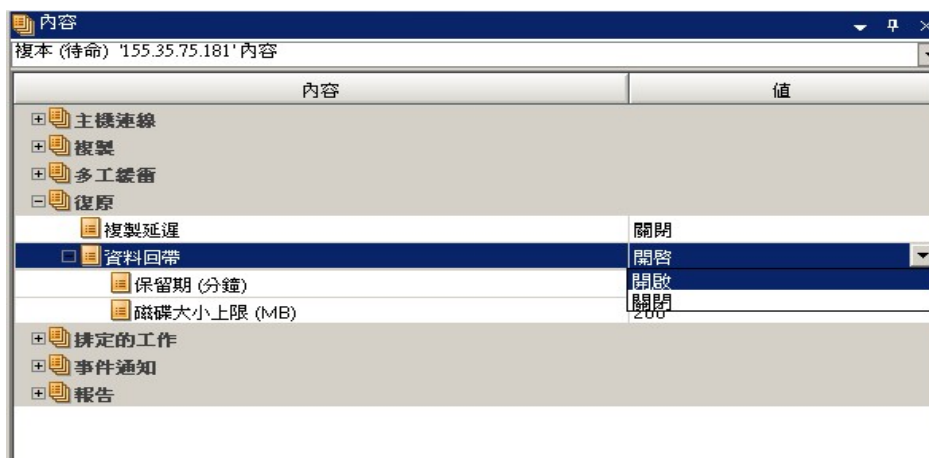 內容
複本 (待命) '155.35.75.181' 內容
內容 值
主機連線
複製
多工緩衝
復原
複製延遲 關閉
資料回帶 開啓
保留期 (分鐘) 開啟
關閉
磁碟大小上限 (MB) 200
排定的工作
事件通知
報告